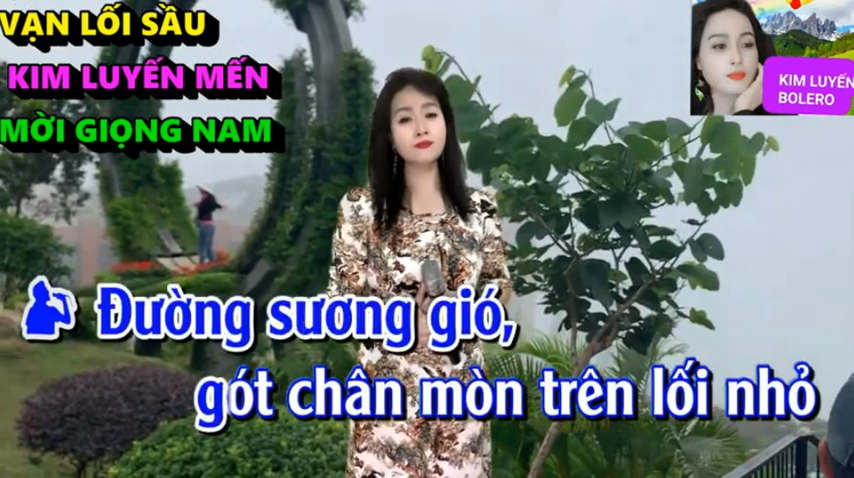 VẠN LỐI SẦU
KIM LUYẾN MẾN
MỜI GIỌNG NAM
KIM LUYẾN
BOLERO
Đường sương gió,
gót chân mòn trên lối nhỏ